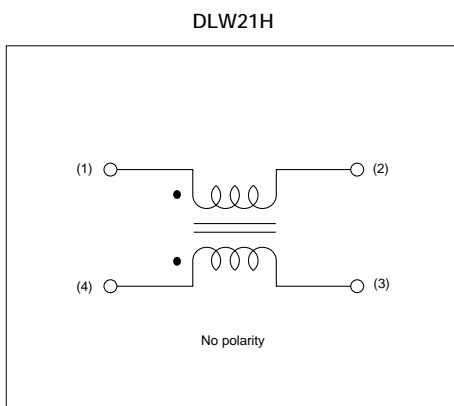 DLW21H
(1)
(2)
(4)
(3)
No polarity